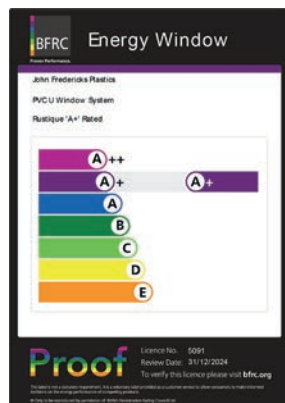 BFRC Energy Window
Proven Performance.
John Fredericks Plastics
PVC U Window System
Rustique 'A+' Rated
A++
A+ A+
A
B
C
D
E
Proof
Licence No. 5091
Review Date: 31/12/2024
To verify this licence please visit bfrc.org